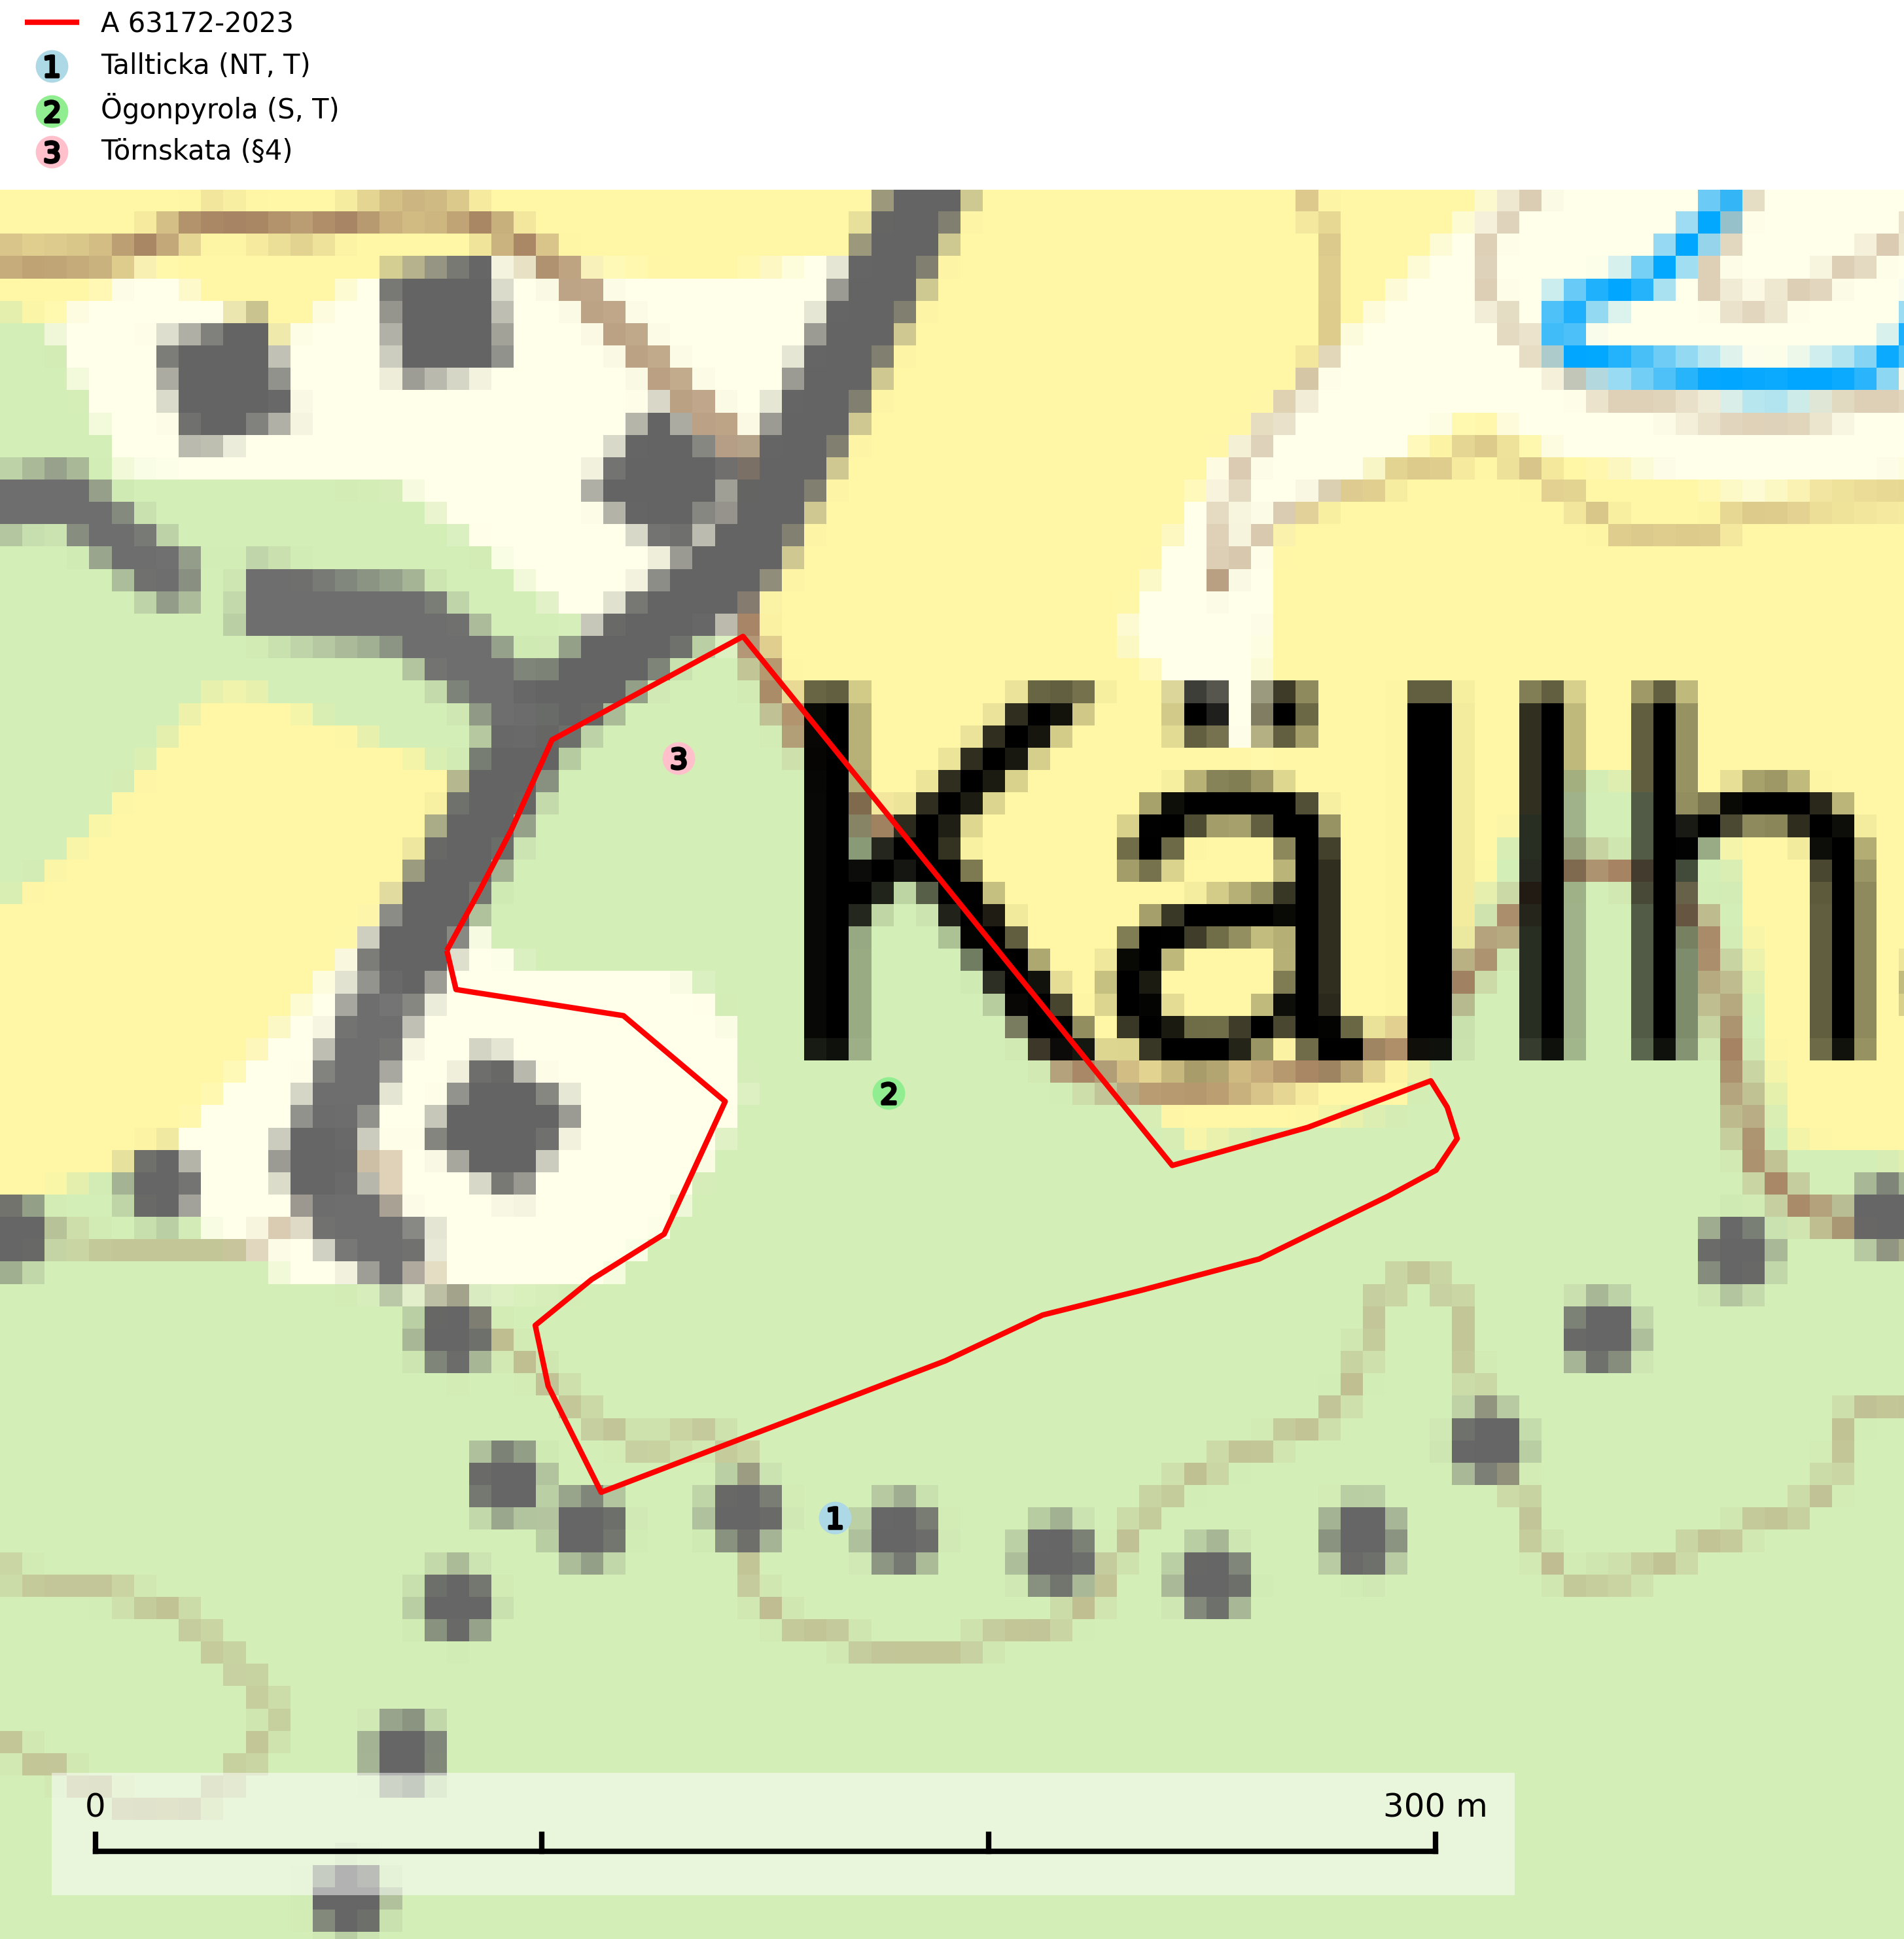 A 63172-2023
1 Tallticka (NT, T)
2 Ögonpyrola (S, T)
3 Törnskata (§4)
3
Källh
2
1
0 300 m